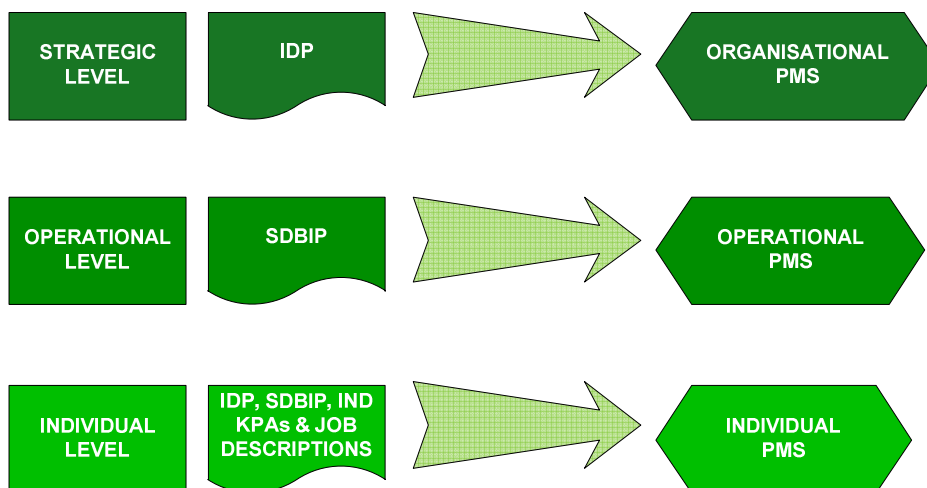 STRATEGIC
LEVEL
IDP
ORGANISATIONAL
PMS
OPERATIONAL
LEVEL
SDBIP
OPERATIONAL
PMS
INDIVIDUAL
LEVEL
IDP, SDBIP, IND
KPAs & JOB
DESCRIPTIONS
INDIVIDUAL
PMS